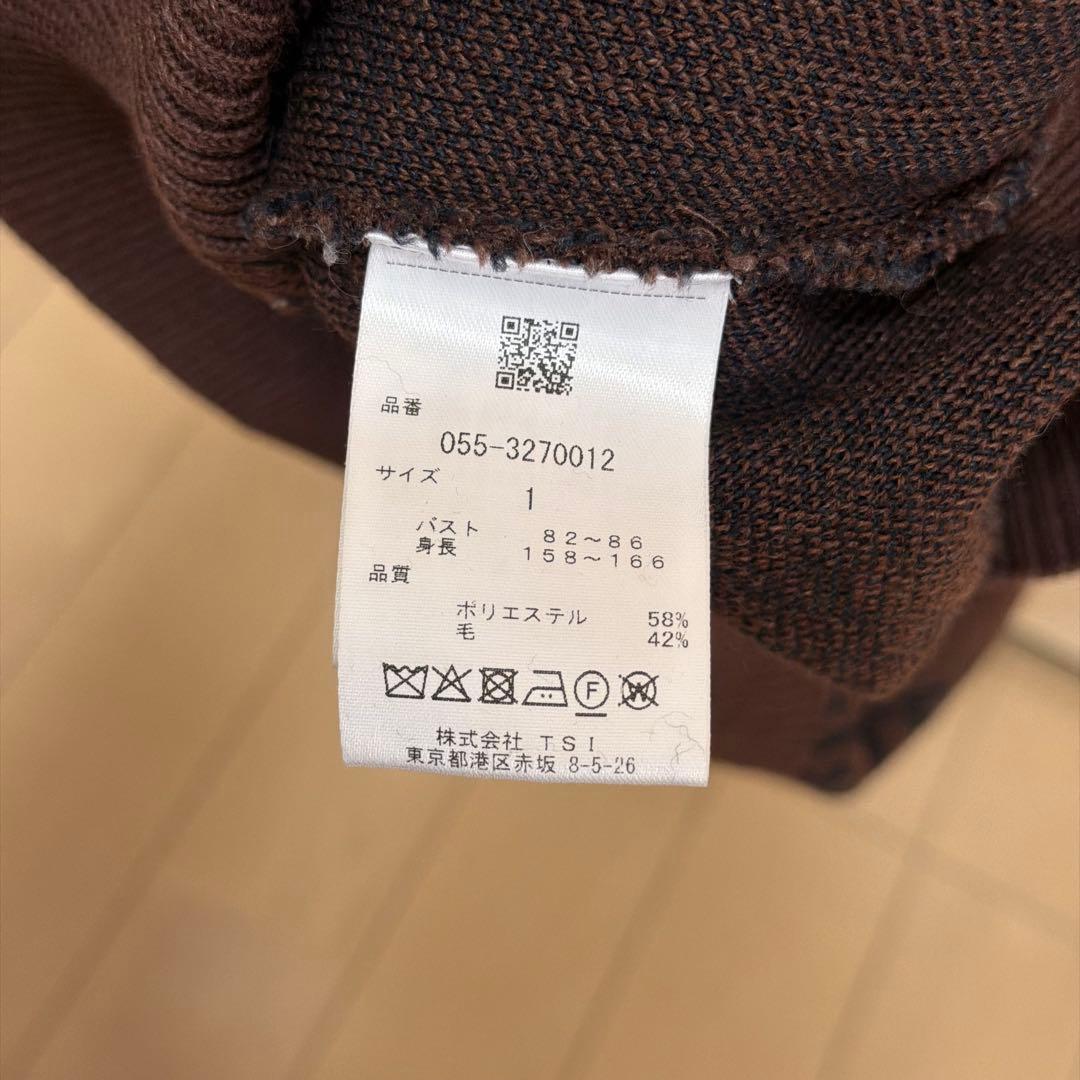 品番
055-3270012
サイズ
1
バスト 82～86
身長 158～166
品質
ポリエステル 58%
毛 42%
F
W
株式会社 TSI
東京都港区赤坂 8-5-26